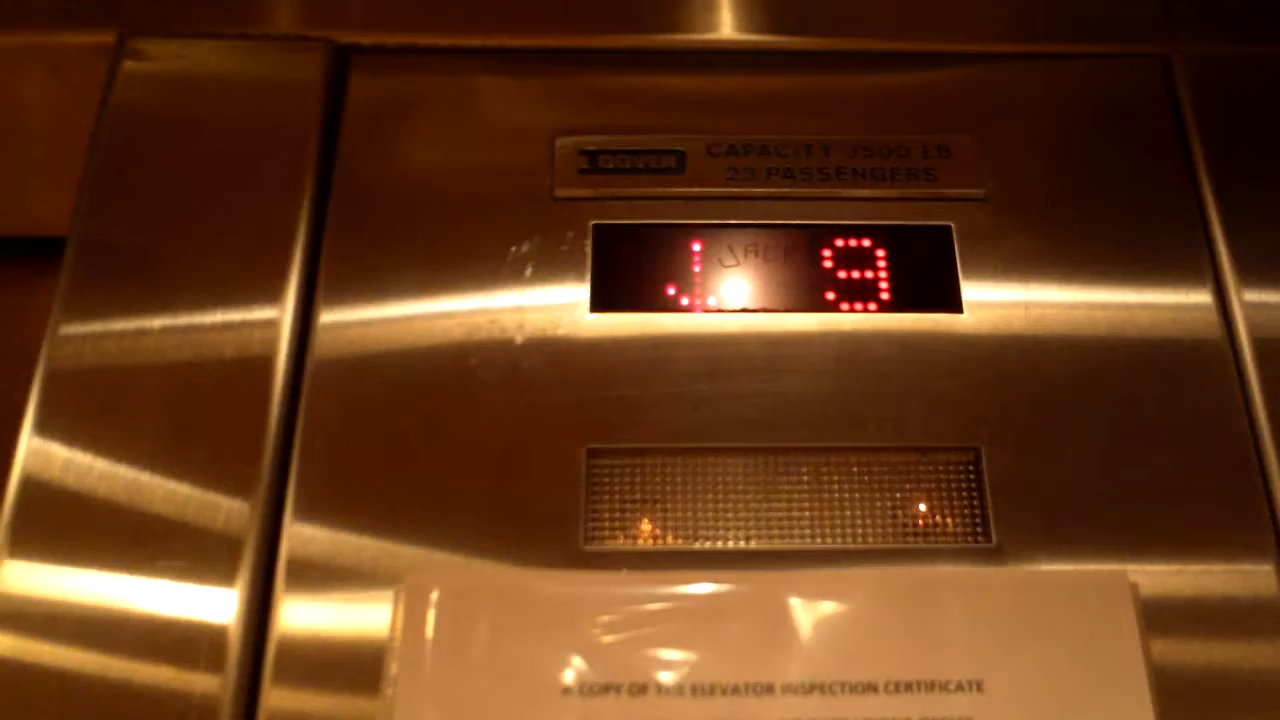 DOVER
CAPACITY 3500 LB
23 PASSENGERS
9
A COPY OF THE ELEVATOR INSPECTION CERTIFICATE